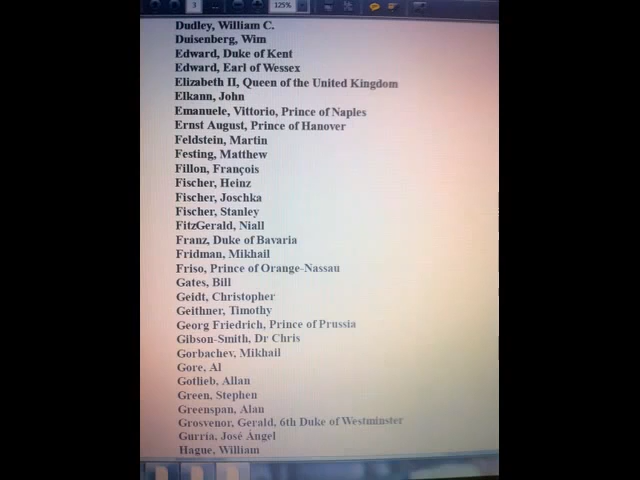 3
125%
Dudley, William C.
Duisenberg, Wim
Edward, Duke of Kent
Edward, Earl of Wessex
Elizabeth II, Queen of the United Kingdom
Elkann, John
Emanuele, Vittorio, Prince of Naples
Ernst August, Prince of Hanover
Feldstein, Martin
Festing, Matthew
Fillon, François
Fischer, Heinz
Fischer, Joschka
Fischer, Stanley
FitzGerald, Niall
Franz, Duke of Bavaria
Fridman, Mikhail
Friso, Prince of Orange-Nassau
Gates, Bill
Geidt, Christopher
Geithner, Timothy
Georg Friedrich, Prince of Prussia
Gibson-Smith, Dr Chris
Gorbachev, Mikhail
Gore, Al
Gotlieb, Allan
Green, Stephen
Greenspan, Alan
Grosvenor, Gerald, 6th Duke of Westminster
Gurría, José Ángel
Hague, William